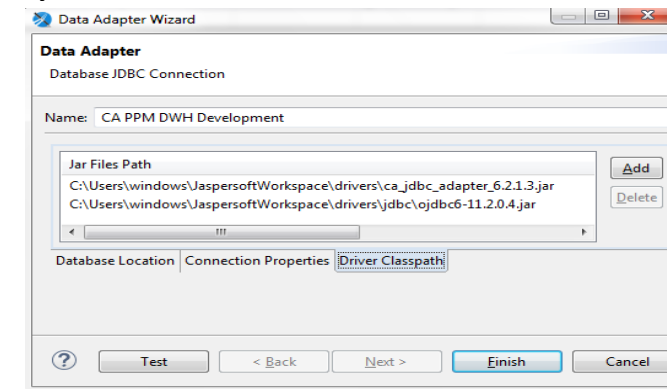 Data Adapter Wizard
Data Adapter
Database JDBC Connection
Name: CA PPM DWH Development
Jar Files Path
C:\Users\windows\JaspersoftWorkspace\drivers\ca_jdbc_adapter_6.2.1.3.jar
C:\Users\windows\JaspersoftWorkspace\drivers\jdbc\ojdbc6-11.2.0.4.jar
Add
Delete
Database Location Connection Properties Driver Classpath
? Test < Back Next > Finish Cancel